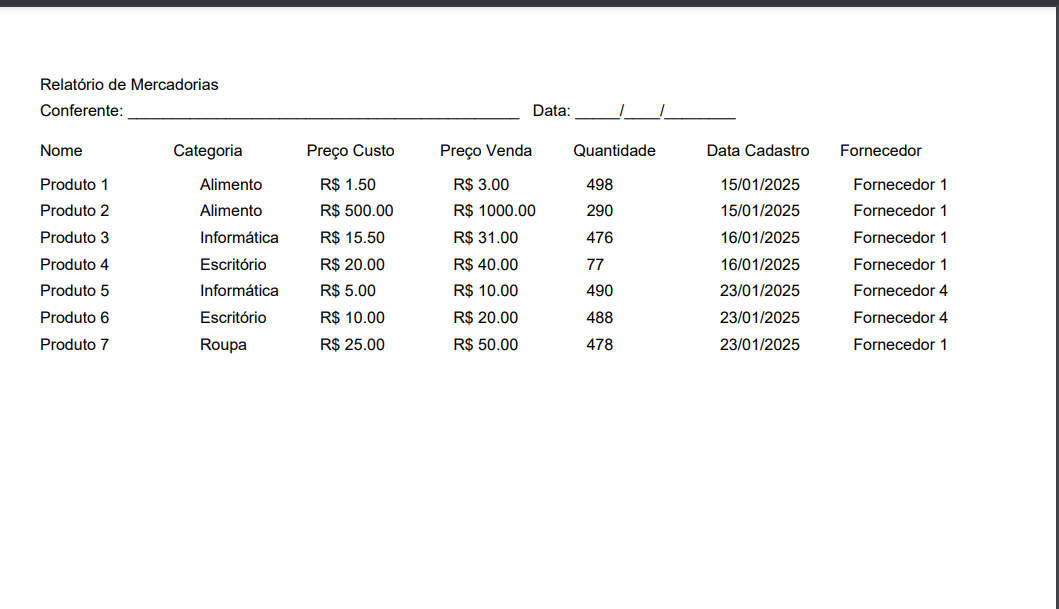 Relatório de Mercadorias
Conferente: ____________________________________________ Data: _____/____/________
Nome Categoria Preço Custo Preço Venda Quantidade Data Cadastro Fornecedor
Produto 1 Alimento R$ 1.50 R$ 3.00 498 15/01/2025 Fornecedor 1
Produto 2 Alimento R$ 500.00 R$ 1000.00 290 15/01/2025 Fornecedor 1
Produto 3 Informática R$ 15.50 R$ 31.00 476 16/01/2025 Fornecedor 1
Produto 4 Escritório R$ 20.00 R$ 40.00 77 16/01/2025 Fornecedor 1
Produto 5 Informática R$ 5.00 R$ 10.00 490 23/01/2025 Fornecedor 4
Produto 6 Escritório R$ 10.00 R$ 20.00 488 23/01/2025 Fornecedor 4
Produto 7 Roupa R$ 25.00 R$ 50.00 478 23/01/2025 Fornecedor 1